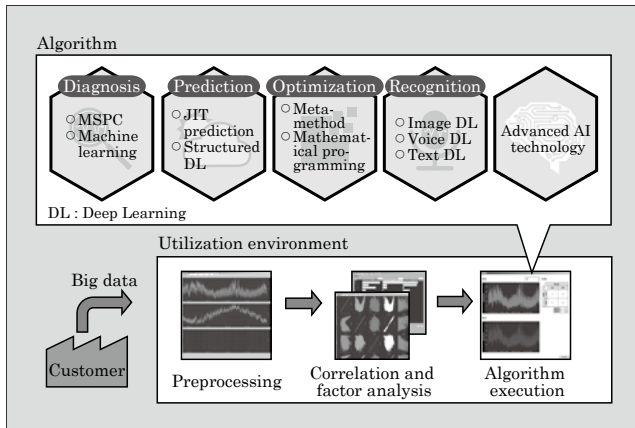 Algorithm
Diagnosis
○ MSPC
○ Machine
learning
Prediction
○ JIT
prediction
○ Structured
DL
Optimization
○ Meta-
method
○ Mathemat-
ical pro-
gramming
Recognition
○ Image DL
○ Voice DL
○ Text DL
Advanced AI
technology
DL : Deep Learning
Utilization environment
Big data
Customer
Preprocessing
Correlation and
factor analysis
Algorithm
execution